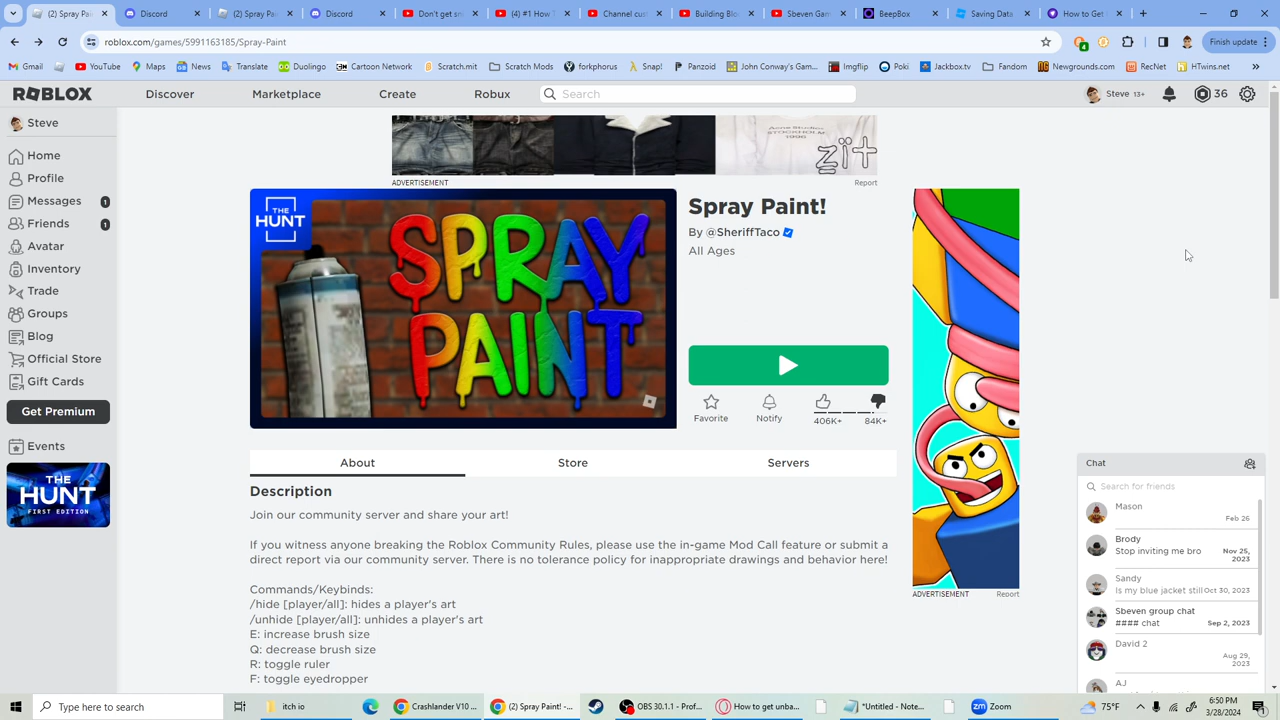 (2) Spray Pai
Discord
(2) Spray Pain
Discord
Don't get sne
(4) #1 How T
Channel cust
Building Blo
Sbeven Gam
BeepBox
Saving Data
How to Get
roblox.com/games/5991163185/Spray-Paint
Finish update
Gmail
YouTube
Maps
News
Translate
Duolingo
Cartoon Network
Scratch.mit
Scratch Mods
forkphorus
Snap!
Panzoid
John Conway's Gam...
Imgflip
Poki
Jackbox.tv
Fandom
Newgrounds.com
RecNet
HTwins.net
ROBLOX
Discover
Marketplace
Create
Robux
Search
Steve 13+
36
Steve
Home
Profile
Messages 1
Friends 1
Avatar
Inventory
Trade
Groups
Blog
Official Store
Gift Cards
Get Premium
Events
THE
HUNT
FIRST EDITION
Acne Studios
STOCKHOLM
1996
zit
ADVERTISEMENT
Report
THE
HUNT
SPRAY
PAINT
Spray Paint!
By @SheriffTaco
All Ages
Favorite
Notify
406K+
84K+
About
Store
Servers
Description
Join our community server and share your art!
If you witness anyone breaking the Roblox Community Rules, please use the in-game Mod Call feature or submit a
direct report via our community server. There is no tolerance policy for inappropriate drawings and behavior here!
Commands/Keybinds:
/hide [player/all]: hides a player's art
/unhide [player/all]: unhides a player's art
E: increase brush size
Q: decrease brush size
R: toggle ruler
F: toggle eyedropper
ADVERTISEMENT
Report
Chat
Search for friends
Mason
Feb 26
Brody
Stop inviting me bro
Nov 25,
2023
Sandy
Is my blue jacket still
Oct 30, 2023
Sbeven group chat
#### chat
Sep 2, 2023
David 2
Aug 29,
2023
AJ
Type here to search
itch io
Crashlander V10 ...
(2) Spray Paint! -...
OBS 30.1.1 - Prof...
How to get unba...
*Untitled - Note...
Zoom
75°F
6:50 PM
3/28/2024